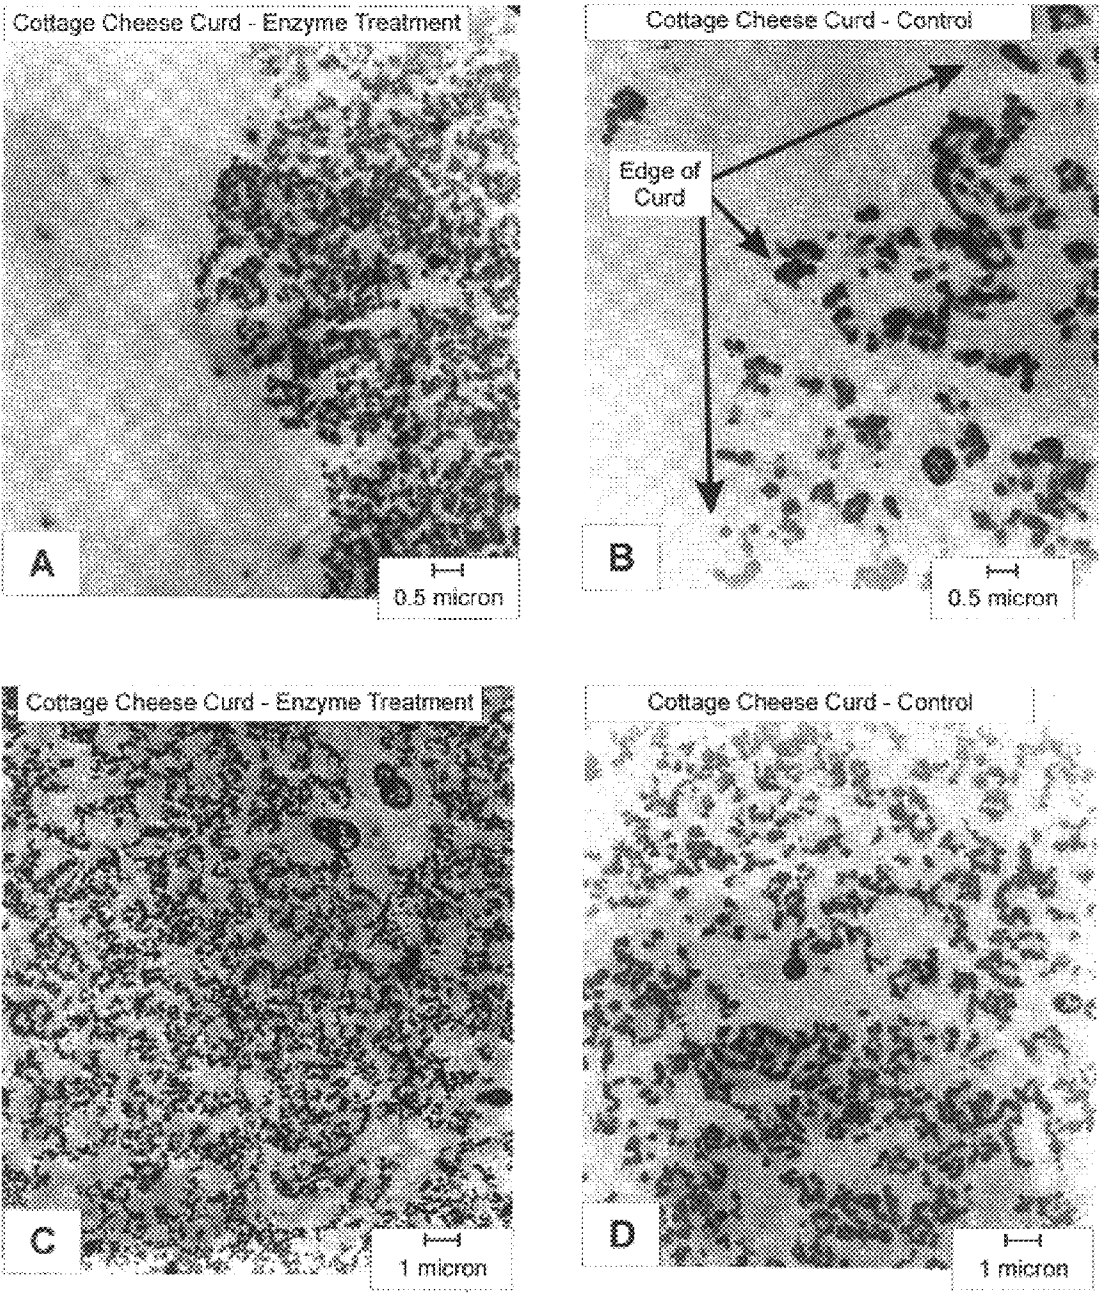 Cottage Cheese Curd - Enzyme Treatment
Cottage Cheese Curd - Control
Edge of
Curd
A
0.5 micron
B
0.5 micron
Cottage Cheese Curd - Enzyme Treatment
Cottage Cheese Curd - Control
C
1 micron
D
1 micron